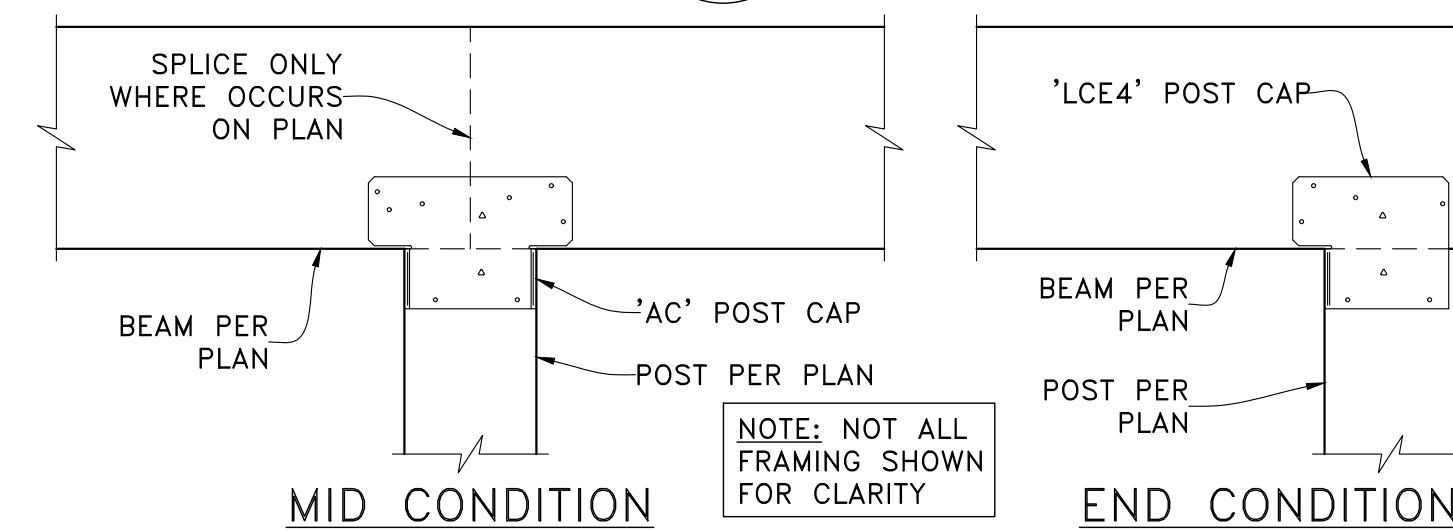 SPLICE ONLY
WHERE OCCURS
ON PLAN
BEAM PER
PLAN
'AC' POST CAP
POST PER PLAN
MID CONDITION
NOTE: NOT ALL
FRAMING SHOWN
FOR CLARITY
'LCE4' POST CAP
BEAM PER
PLAN
POST PER
PLAN
END CONDITION